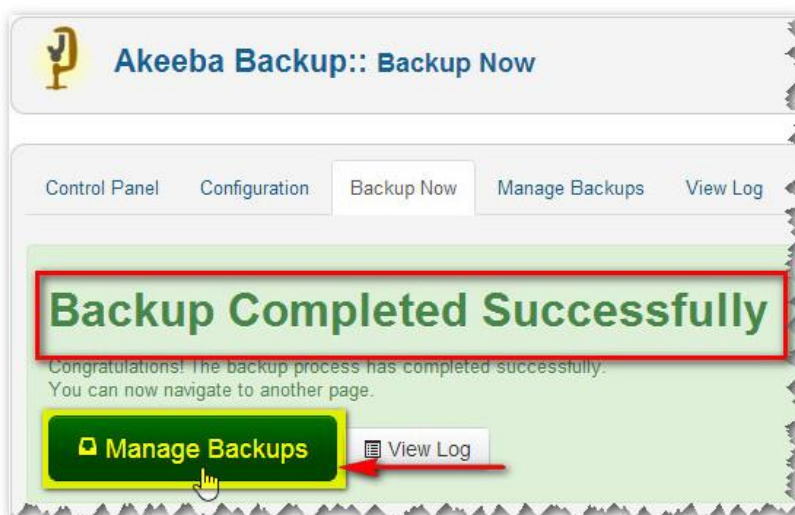 Akeeba Backup:: Backup Now
Control Panel Configuration Backup Now Manage Backups View Log
Backup Completed Successfully
Congratulations! The backup process has completed successfully.
You can now navigate to another page.
Manage Backups View Log